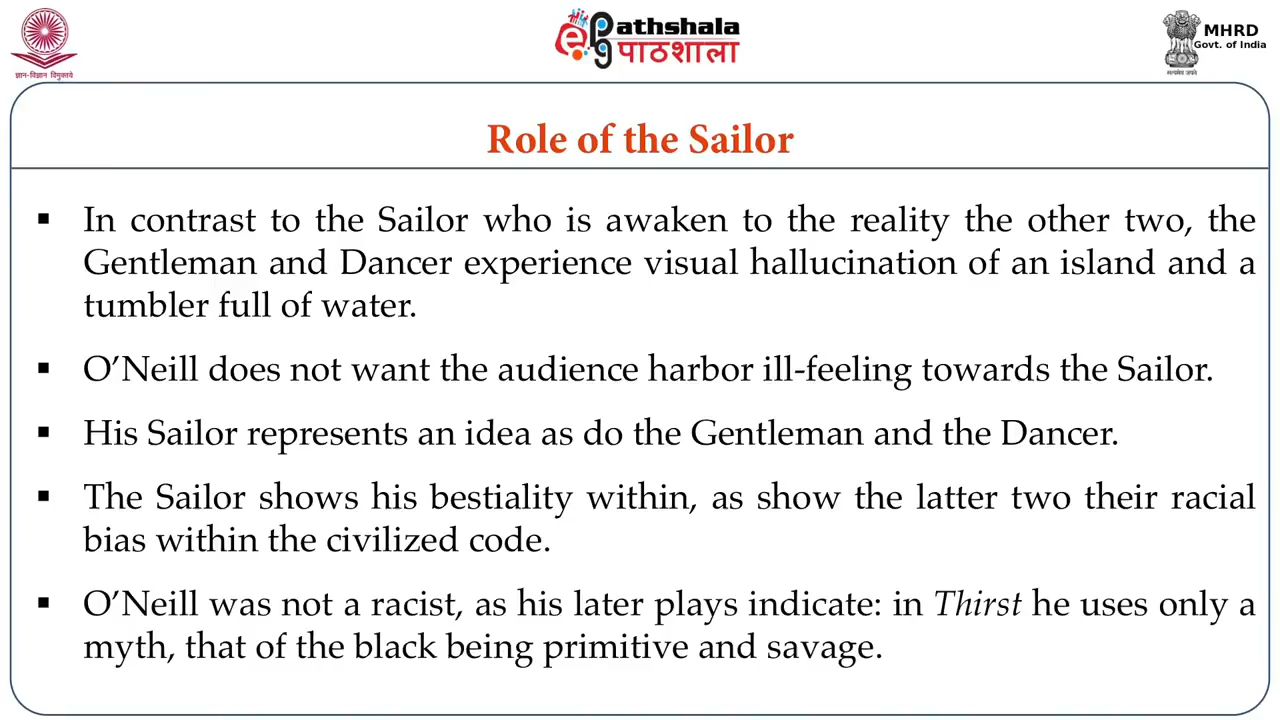 ज्ञान-विज्ञान विमुक्तये
ePG Pathshala
पाठशाला
MHRD
Govt. of India
सत्यमेव जयते
Role of the Sailor
▪ In contrast to the Sailor who is awaken to the reality the other two, the
Gentleman and Dancer experience visual hallucination of an island and a
tumbler full of water.
▪ O’Neill does not want the audience harbor ill-feeling towards the Sailor.
▪ His Sailor represents an idea as do the Gentleman and the Dancer.
▪ The Sailor shows his bestiality within, as show the latter two their racial
bias within the civilized code.
▪ O’Neill was not a racist, as his later plays indicate: in Thirst he uses only a
myth, that of the black being primitive and savage.